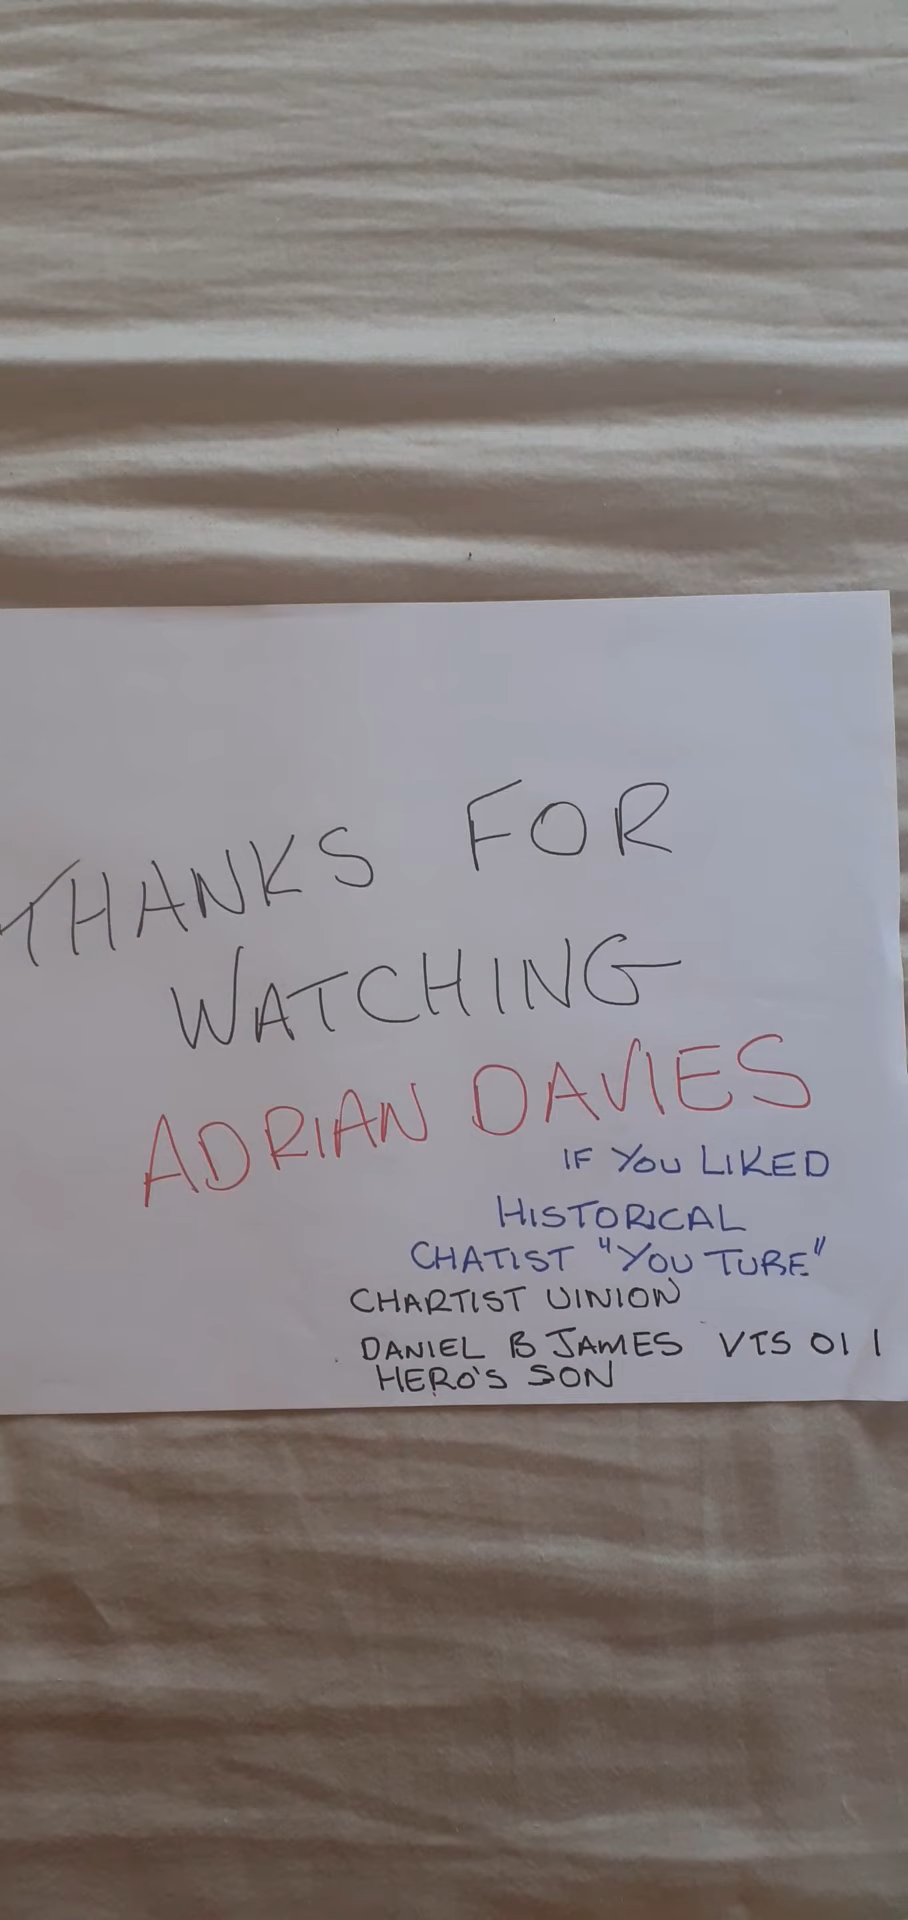 THANKS FOR
WATCHING
ADRIAN DAVIES
IF YOU LIKED
HISTORICAL
CHATIST "YOU TUBE"
CHARTIST UINION
DANIEL B JAMES VTS 01 1
HERO'S SON